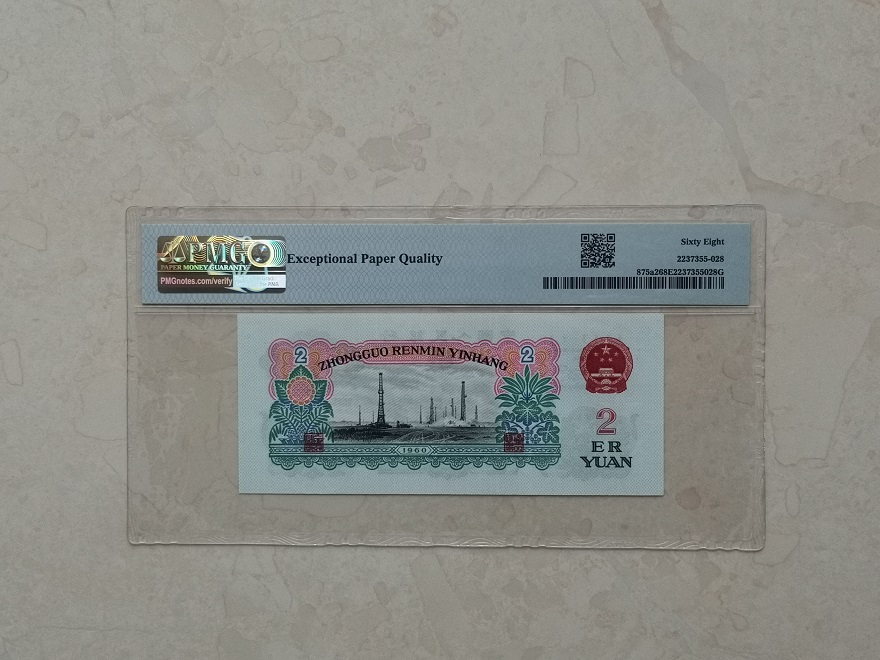 PMG
PAPER MONEY GUARANTY
PMGnotes.com/verify
Exceptional Paper Quality
Sixty Eight
2237355-028
875a268E2237355028G
2
ZHONGGUO RENMIN YINHANG
2
1960
2
ER
YUAN